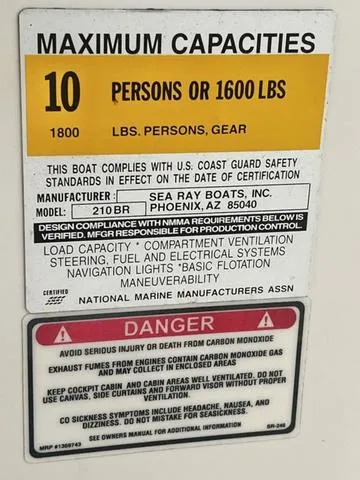 MAXIMUM CAPACITIES
10 PERSONS OR 1600 LBS
1800 LBS. PERSONS, GEAR
THIS BOAT COMPLIES WITH U.S. COAST GUARD SAFETY
STANDARDS IN EFFECT ON THE DATE OF CERTIFICATION
MANUFACTURER: SEA RAY BOATS, INC.
MODEL: 210BR PHOENIX, AZ 85040
DESIGN COMPLIANCE WITH NMMA REQUIREMENTS BELOW IS
VERIFIED. MFGR RESPONSIBLE FOR PRODUCTION CONTROL.
LOAD CAPACITY * COMPARTMENT VENTILATION
STEERING, FUEL AND ELECTRICAL SYSTEMS
NAVIGATION LIGHTS *BASIC FLOTATION
MANEUVERABILITY
CERTIFIED
NATIONAL MARINE MANUFACTURERS ASSN
DANGER
AVOID SERIOUS INJURY OR DEATH FROM CARBON MONOXIDE
EXHAUST FUMES FROM ENGINES CONTAIN CARBON MONOXIDE GAS
AND MAY COLLECT IN ENCLOSED AREAS
KEEP COCKPIT CABIN AND CABIN AREAS WELL VENTILATED. DO NOT
USE CANVAS, SIDE CURTAINS AND FORWARD VISOR WITHOUT PROPER
VENTILATION.
CO SICKNESS SYMPTOMS INCLUDE HEADACHE, NAUSEA, AND
DIZZINESS. DO NOT MISTAKE FOR SEASICKNESS.
SEE OWNERS MANUAL FOR ADDITIONAL INFORMATION
MRP #1369743 SR-246